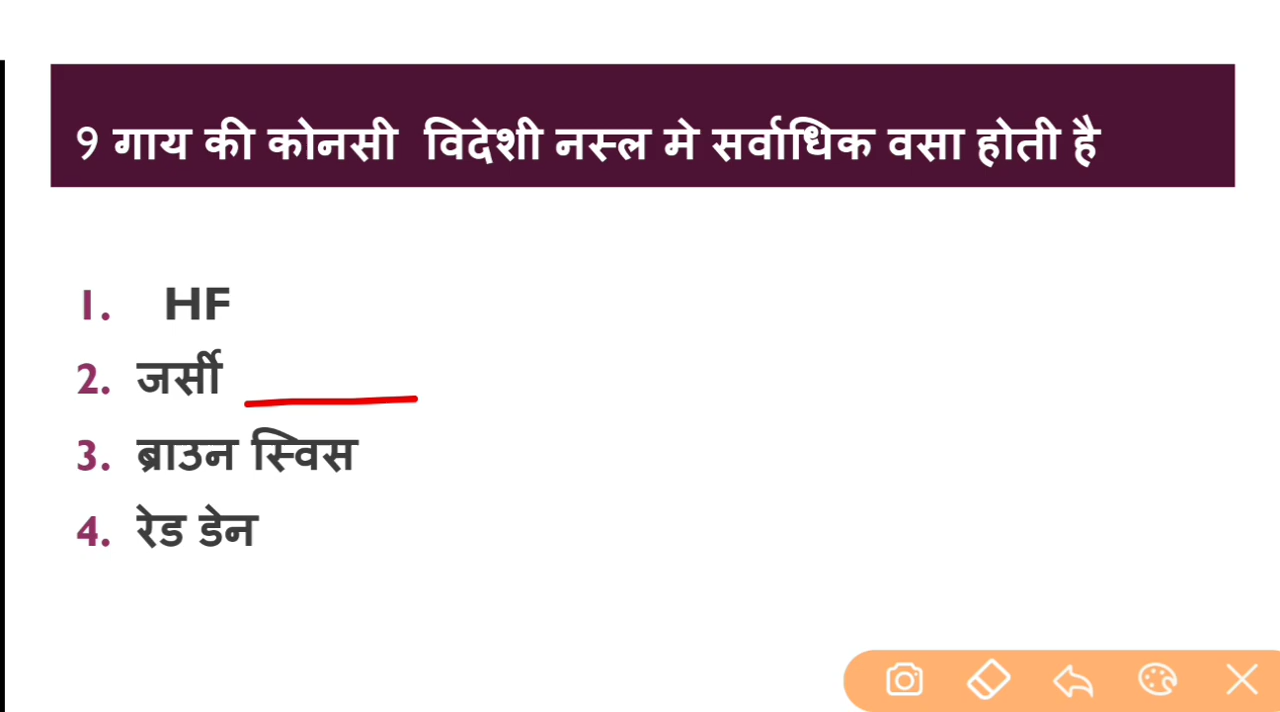 9 गाय की कोनसी विदेशी नस्ल मे सर्वाधिक वसा होती है
1. HF
2. जर्सी
3. ब्राउन स्विस
4. रेड डेन